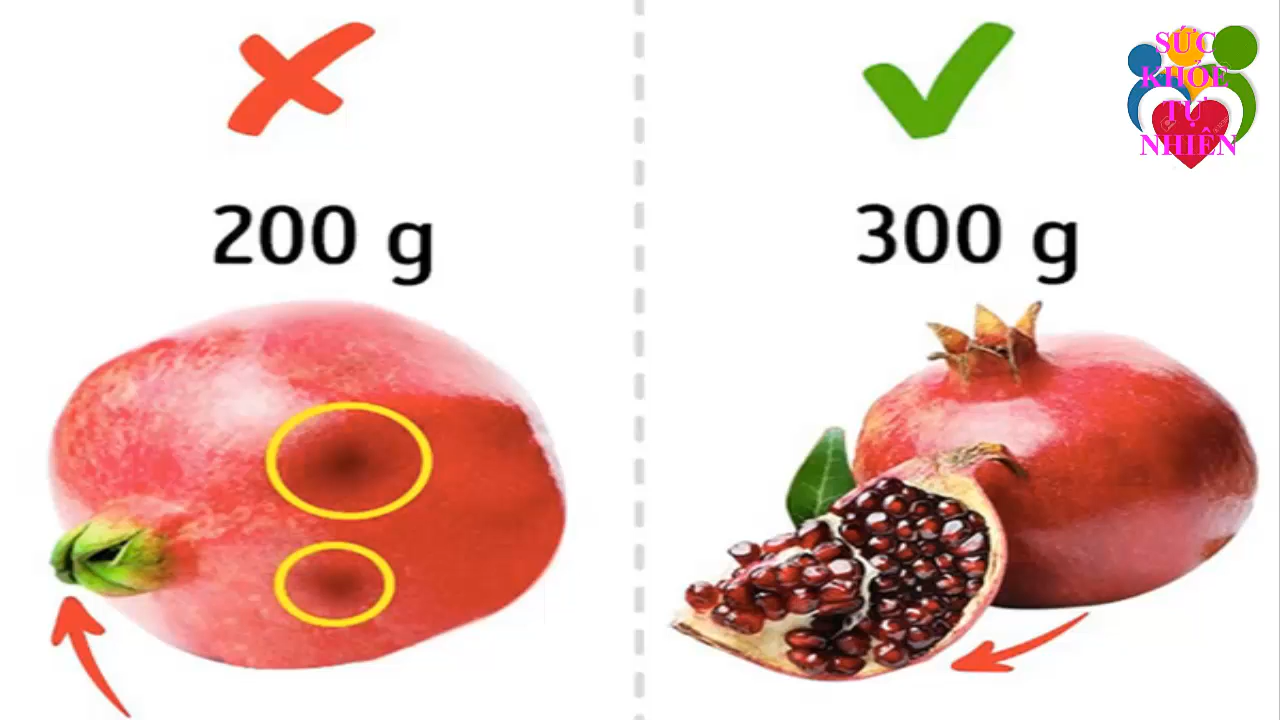 200 g
300 g
SỨC
KHỎE
TỰ
NHIÊN